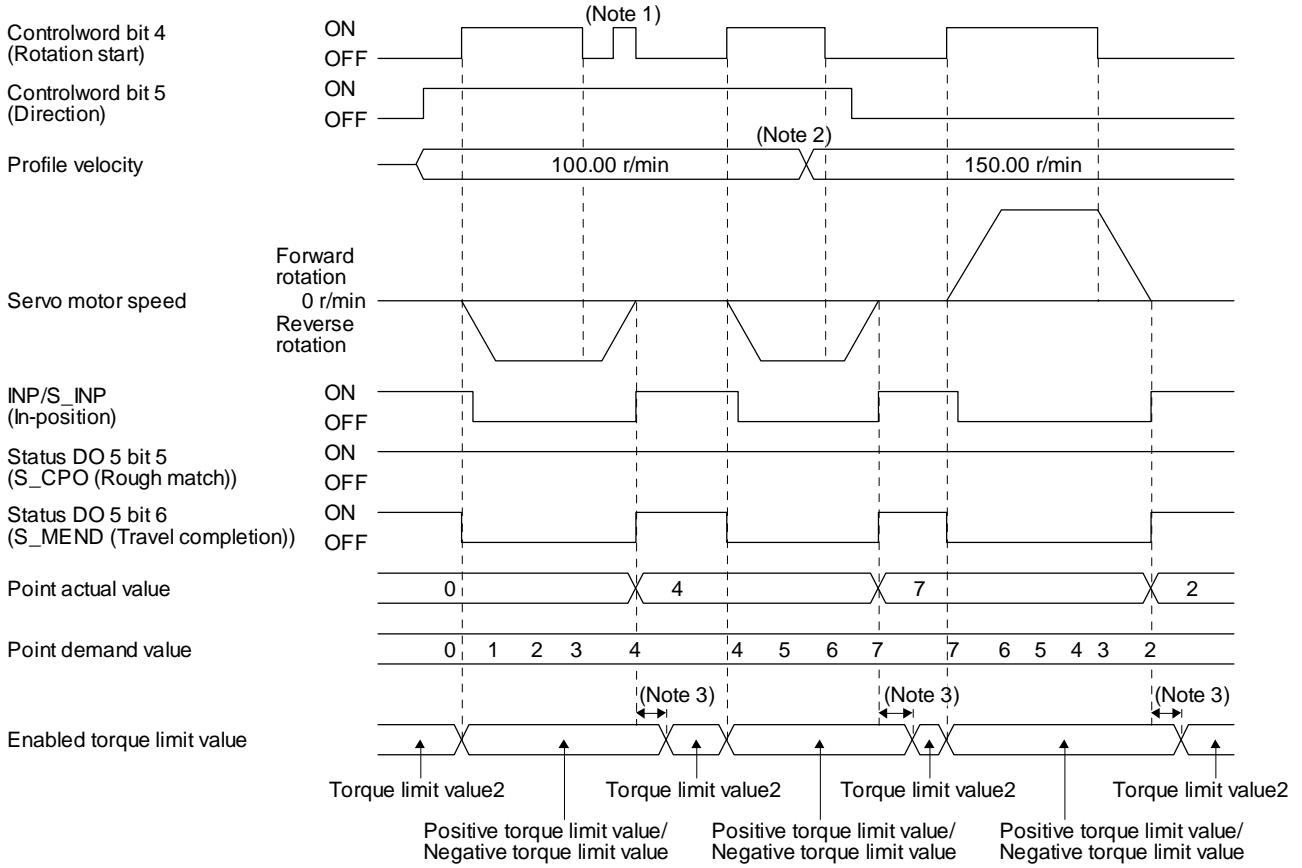 (Note 1)
Controlword bit 4
(Rotation start)
ON
OFF
Controlword bit 5
(Direction)
ON
OFF
(Note 2)
Profile velocity
100.00 r/min
150.00 r/min
Forward
rotation
Servo motor speed
0 r/min
Reverse
rotation
INP/S_INP
(In-position)
ON
OFF
Status DO 5 bit 5
(S_CPO (Rough match))
ON
OFF
Status DO 5 bit 6
(S_MEND (Travel completion))
ON
OFF
Point actual value
0 4 7 2
Point demand value
0 1 2 3 4 4 5 6 7 7 6 5 4 3 2
(Note 3) (Note 3) (Note 3)
Enabled torque limit value
Torque limit value2 Torque limit value2 Torque limit value2 Torque limit value2
Positive torque limit value/
Negative torque limit value
Positive torque limit value/
Negative torque limit value
Positive torque limit value/
Negative torque limit value